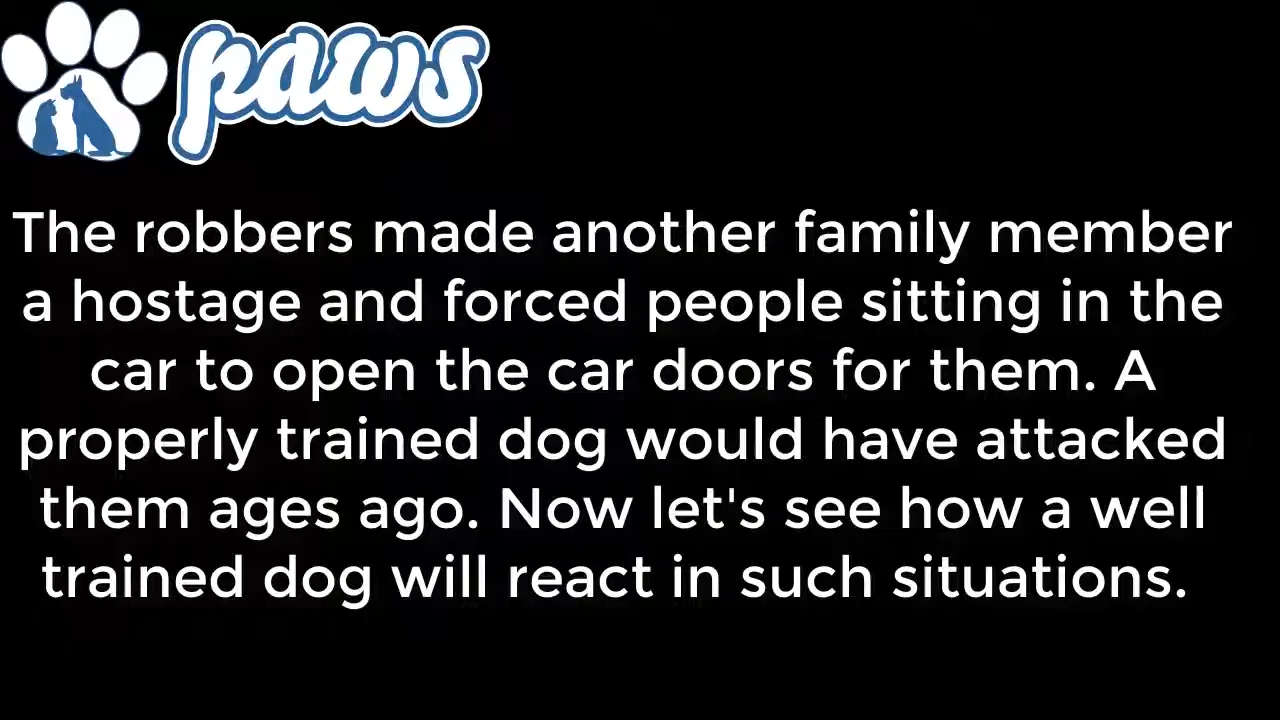 paws
The robbers made another family member
a hostage and forced people sitting in the
car to open the car doors for them. A
properly trained dog would have attacked
them ages ago. Now let's see how a well
trained dog will react in such situations.